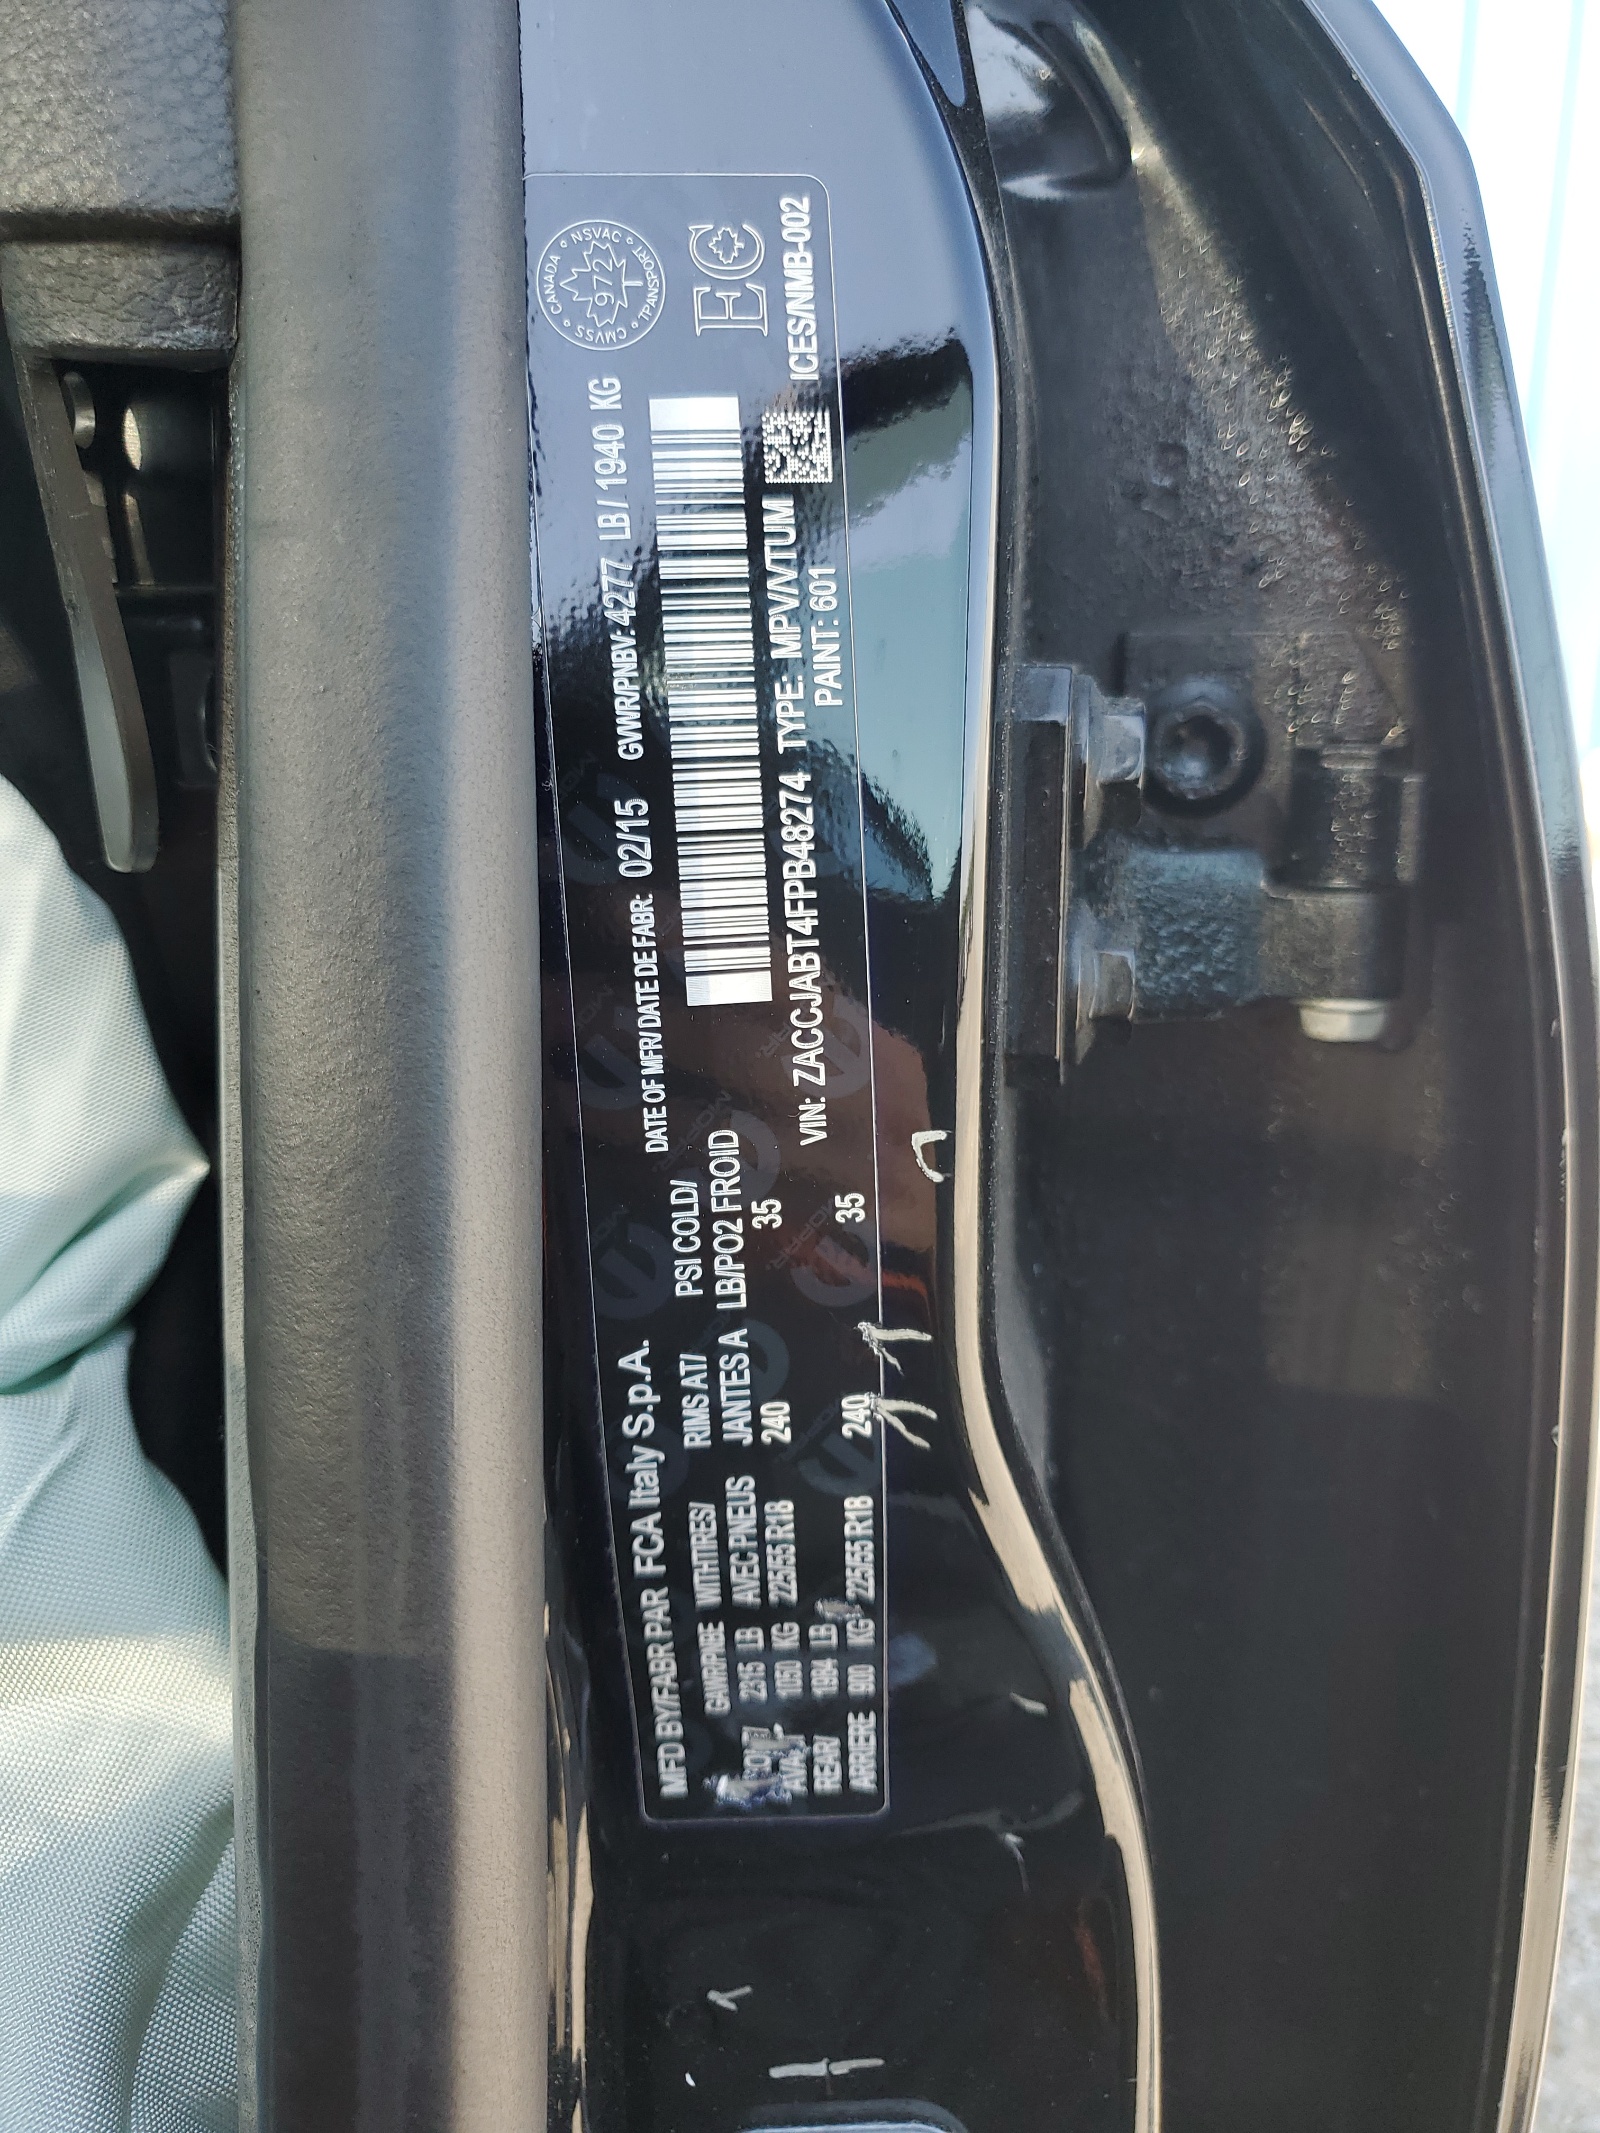 MFD BY/FABR PAR FCA Italy S.p.A.
DATE OF MFR/DATE DE FABR: 02/15 GVWR/PNBV: 4277 LB / 1940 KG
GAWR/PNBE WITH TIRES/ RIMS AT/ PSI COLD/
AVEC PNEUS JANTES A LB/PO2 FROID
2315 LB
1050 KG 225/55 R18 240 35
REAR/ 1984 LB
ARRIERE 900 KG 225/55 R18 240 35
VIN: ZACCJABT4FPB48274 TYPE: MPV/VTUM
PAINT: 601
ICES/NMB-002
CANADA • NSVAC • TRANSPORT • CMVSS
972
EC
MOPAR